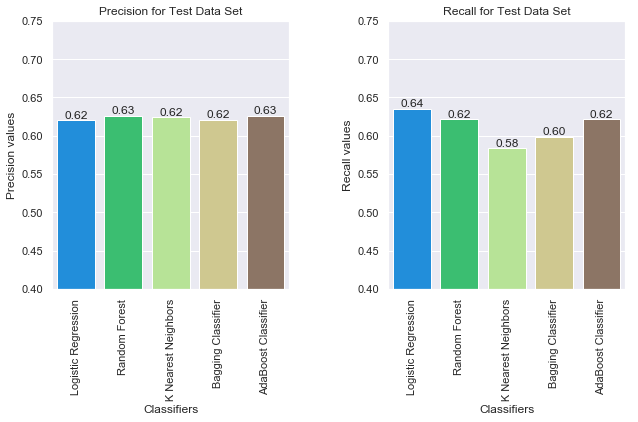 Precision for Test Data Set
0.75
0.70
0.65
0.60
0.55
0.50
0.45
0.40
Precision values
0.62
0.63
0.62
0.62
0.63
Logistic Regression
Random Forest
K Nearest Neighbors
Bagging Classifier
AdaBoost Classifier
Classifiers
Recall for Test Data Set
0.75
0.70
0.65
0.60
0.55
0.50
0.45
0.40
Recall values
0.64
0.62
0.58
0.60
0.62
Logistic Regression
Random Forest
K Nearest Neighbors
Bagging Classifier
AdaBoost Classifier
Classifiers